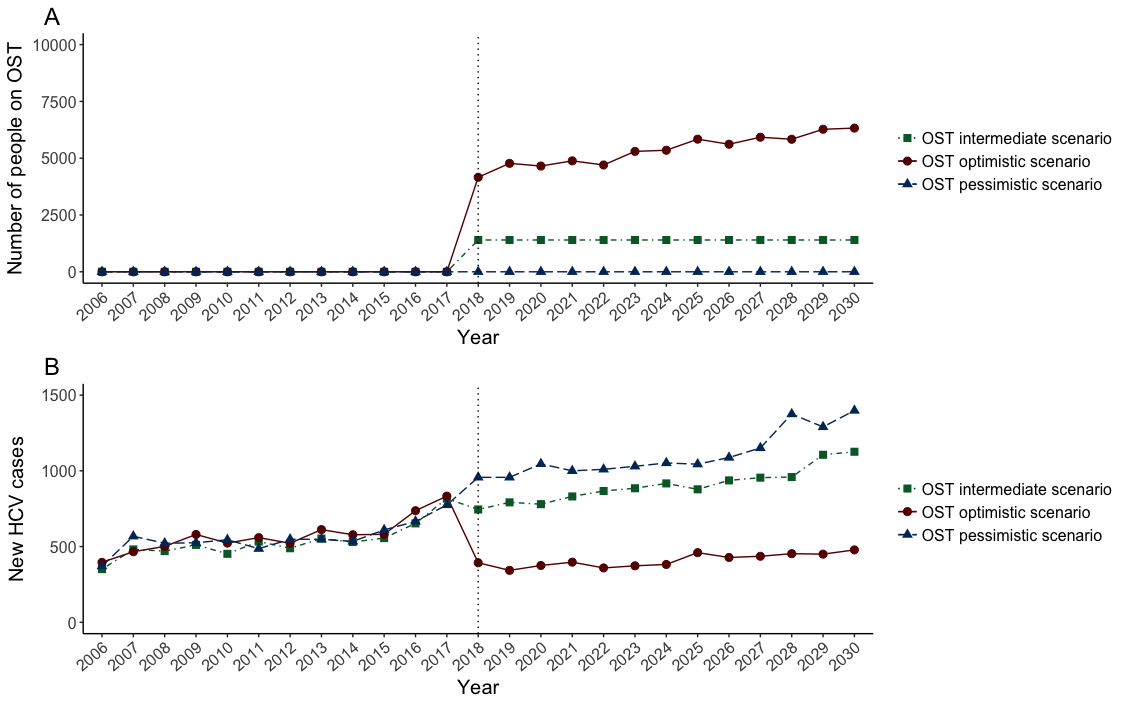 A
Number of people on OST
10000
7500
5000
2500
0
2006 2007 2008 2009 2010 2011 2012 2013 2014 2015 2016 2017 2018 2019 2020 2021 2022 2023 2024 2025 2026 2027 2028 2029 2030
Year
OST intermediate scenario
OST optimistic scenario
OST pessimistic scenario
B
New HCV cases
1500
1000
500
0
2006 2007 2008 2009 2010 2011 2012 2013 2014 2015 2016 2017 2018 2019 2020 2021 2022 2023 2024 2025 2026 2027 2028 2029 2030
Year
OST intermediate scenario
OST optimistic scenario
OST pessimistic scenario